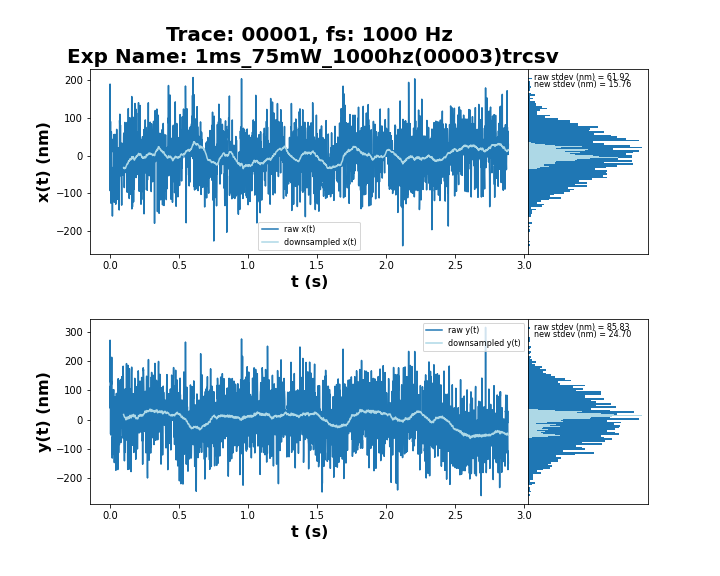 Trace: 00001, fs: 1000 Hz
Exp Name: 1ms_75mW_1000hz(00003)trcsv
raw stdev (nm) = 61.92
new stdev (nm) = 15.76
200
100
0
−100
−200
x(t) (nm)
raw x(t)
downsampled x(t)
0.0 0.5 1.0 1.5 2.0 2.5 3.0
t (s)
raw stdev (nm) = 85.83
new stdev (nm) = 24.70
raw y(t)
downsampled y(t)
300
200
100
0
−100
−200
y(t) (nm)
0.0 0.5 1.0 1.5 2.0 2.5 3.0
t (s)